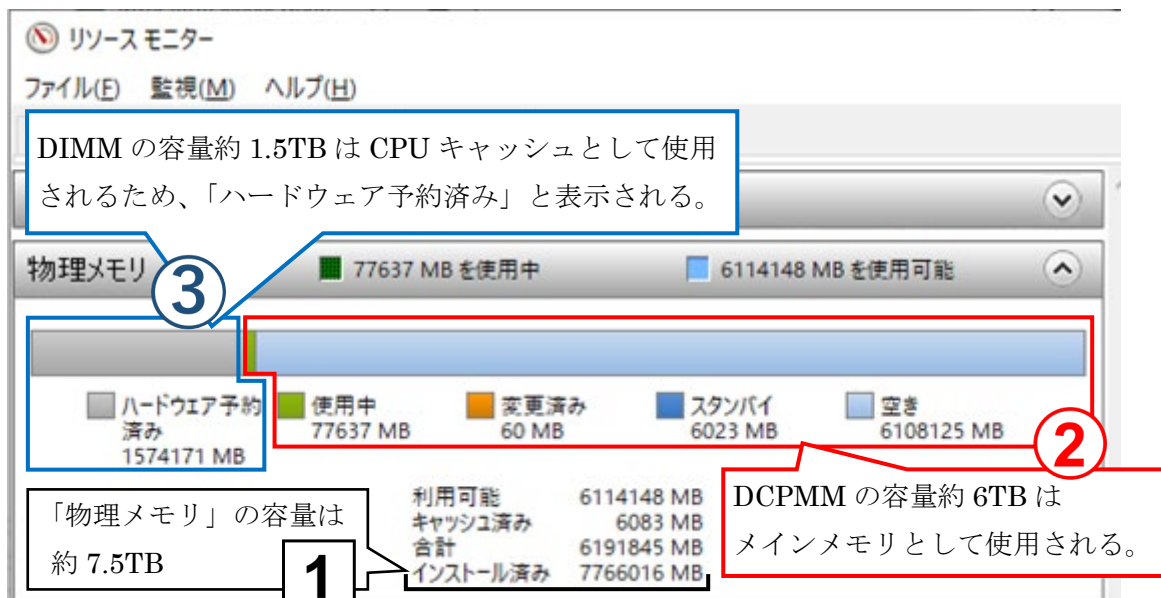 リソース モニター
ファイル(F) 監視(M) ヘルプ(H)
DIMM の容量約 1.5TB は CPU キャッシュとして使用
されるため、「ハードウェア予約済み」と表示される。
物理メモリ
77637 MB を使用中
6114148 MB を使用可能
3
ハードウェア予約
済み
1574171 MB
使用中
77637 MB
変更済み
60 MB
スタンバイ
6023 MB
空き
6108125 MB
2
「物理メモリ」の容量は
約 7.5TB
1
利用可能 6114148 MB
キャッシュ済み 6083 MB
合計 6191845 MB
インストール済み 7766016 MB
DCPMM の容量約 6TB は
メインメモリとして使用される。